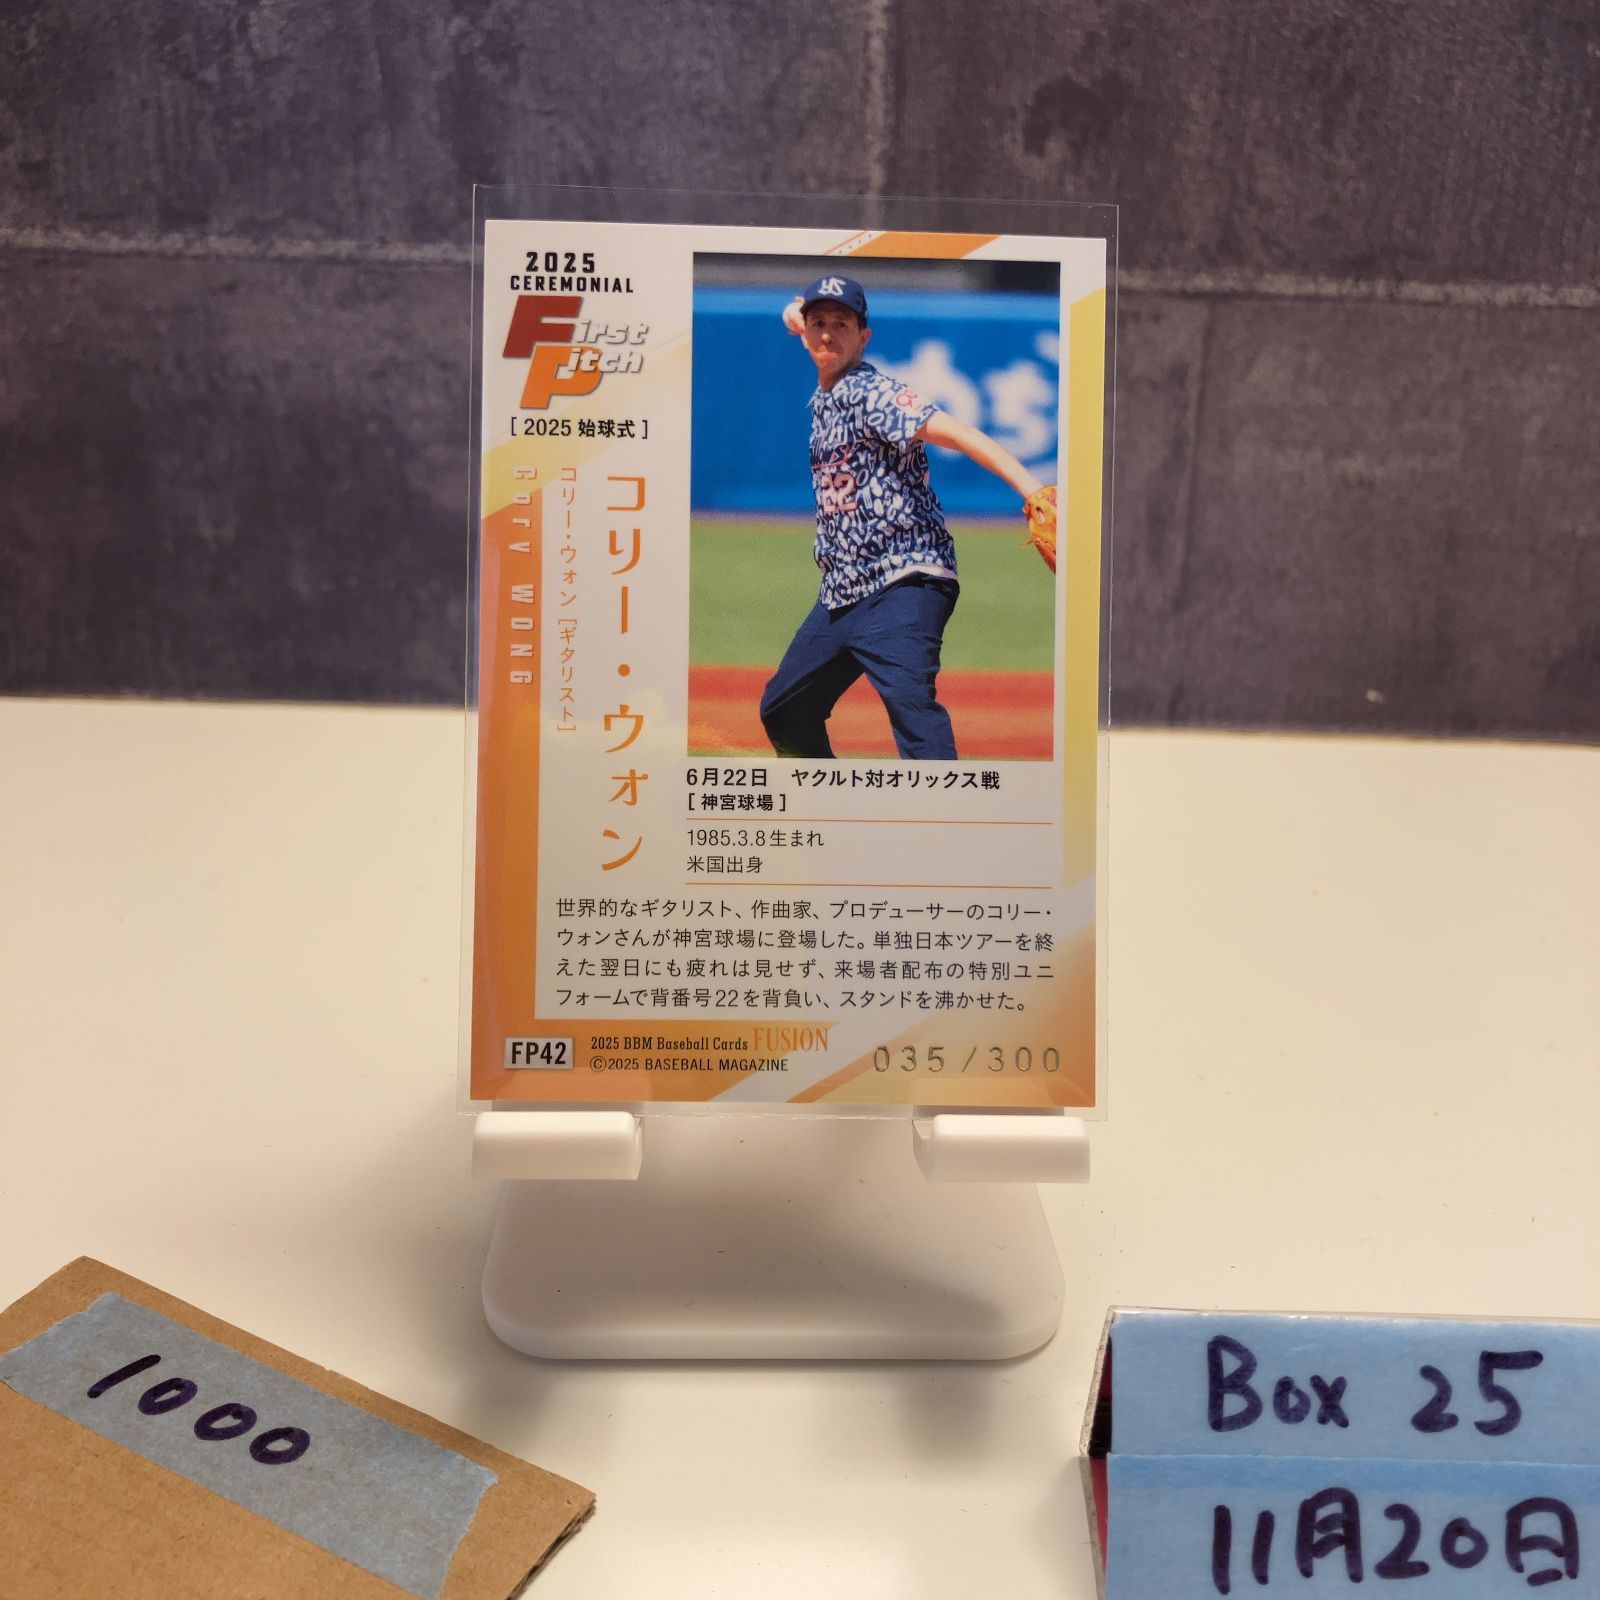 2025
CEREMONIAL
First
Pitch
[ 2025 始球式 ]
コリー・ウォン
コリー・ウォン [ギタリスト]
Cory WONG
YS
22
6月22日 ヤクルト対オリックス戦
[ 神宮球場 ]
1985.3.8生まれ
米国出身
世界的なギタリスト、作曲家、プロデューサーのコリー・
ウォンさんが神宮球場に登場した。単独日本ツアーを終
えた翌日にも疲れは見せず、来場者配布の特別ユニ
フォームで背番号22を背負い、スタンドを沸かせた。
FP42
2025 BBM Baseball Cards FUSION
©2025 BASEBALL MAGAZINE
035/300
1000
Box 25
11月20日